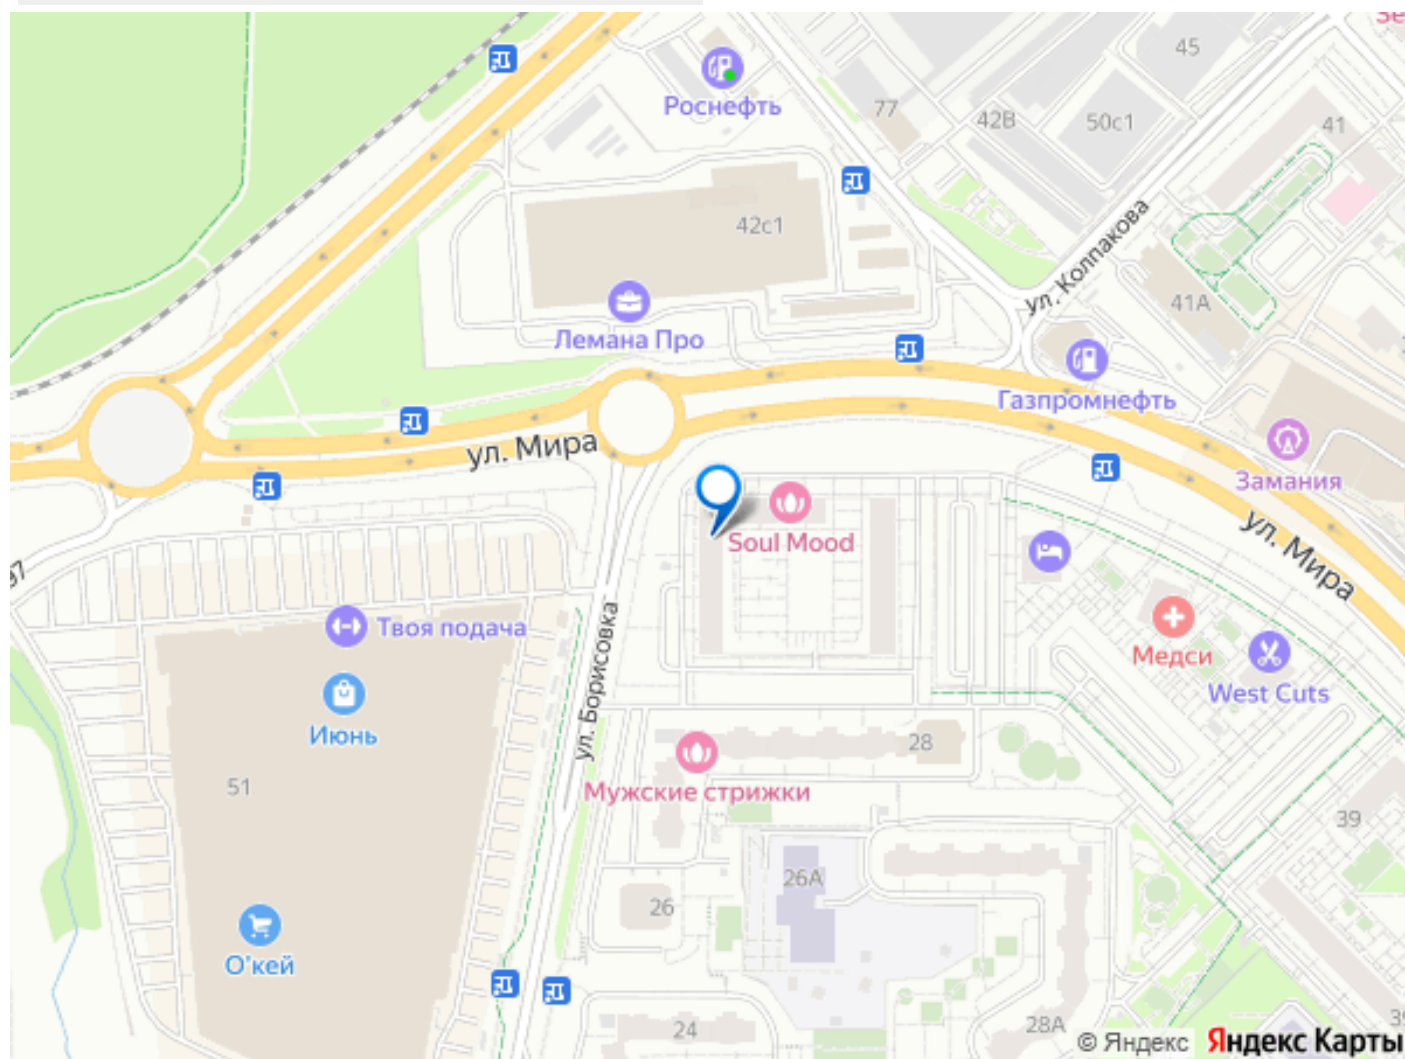 45
Роснефть
77
42В
50с1
41
42с1
ул. Колпакова
41А
Лемана Про
Газпромнефть
ул. Мира
Замания
Soul Mood
ул. Мира
97
Твоя подача
ул. Борисовка
Медси
West Cuts
Июнь
28
51
Мужские стрижки
39
26А
26
О'кей
24
28А
39
© Яндекс Яндекс Карты